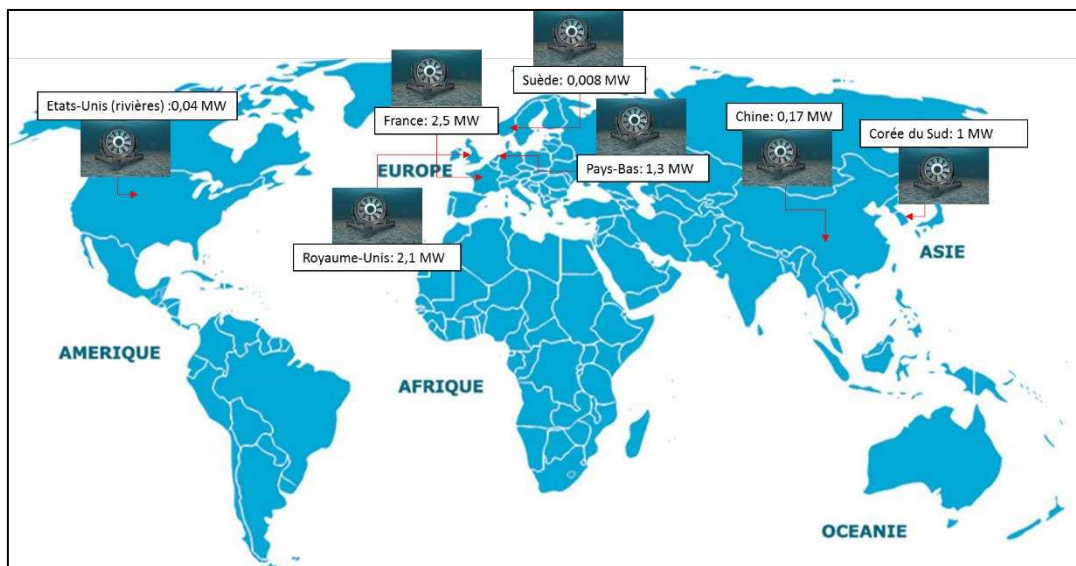 Suède: 0,008 MW
Etats-Unis (rivières) :0,04 MW
France: 2,5 MW
Chine: 0,17 MW
Corée du Sud: 1 MW
EUROPE
Pays-Bas: 1,3 MW
Royaume-Unis: 2,1 MW
ASIE
AMÉRIQUE
AFRIQUE
OCEANIE